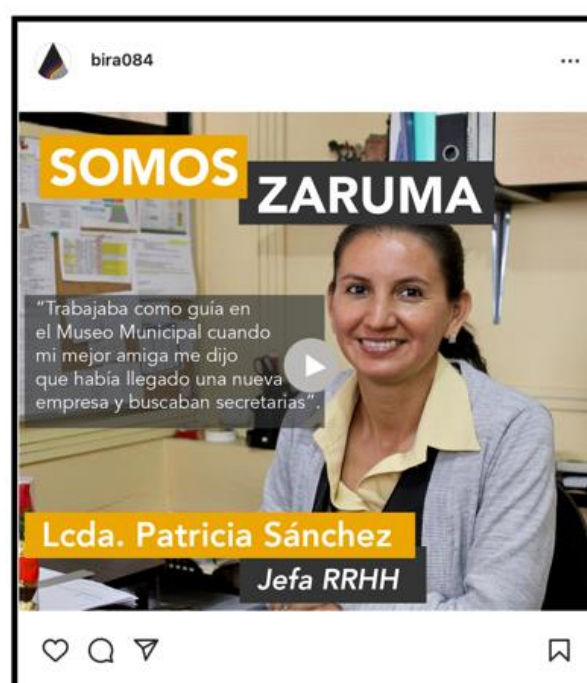 bira084
SOMOS
ZARUMA
“Trabajaba como guía en
el Museo Municipal cuando
mi mejor amiga me dijo
que había llegado una nueva
empresa y buscaban secretarias”.
Lcda. Patricia Sánchez
Jefa RRHH